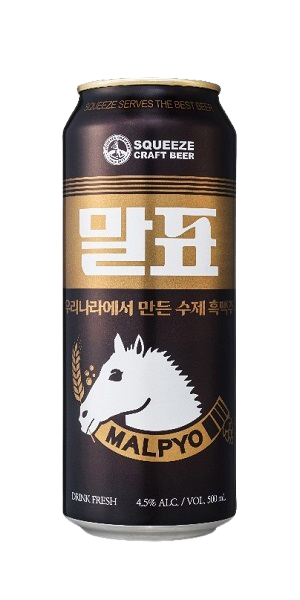 SQUEEZE SERVES THE BEST BEER
SQUEEZE
CRAFT BEER
말표
우리나라에서 만든 수제 흑맥주
MALPYO
DRINK FRESH
4.5% ALC. / VOL. 500 mL.